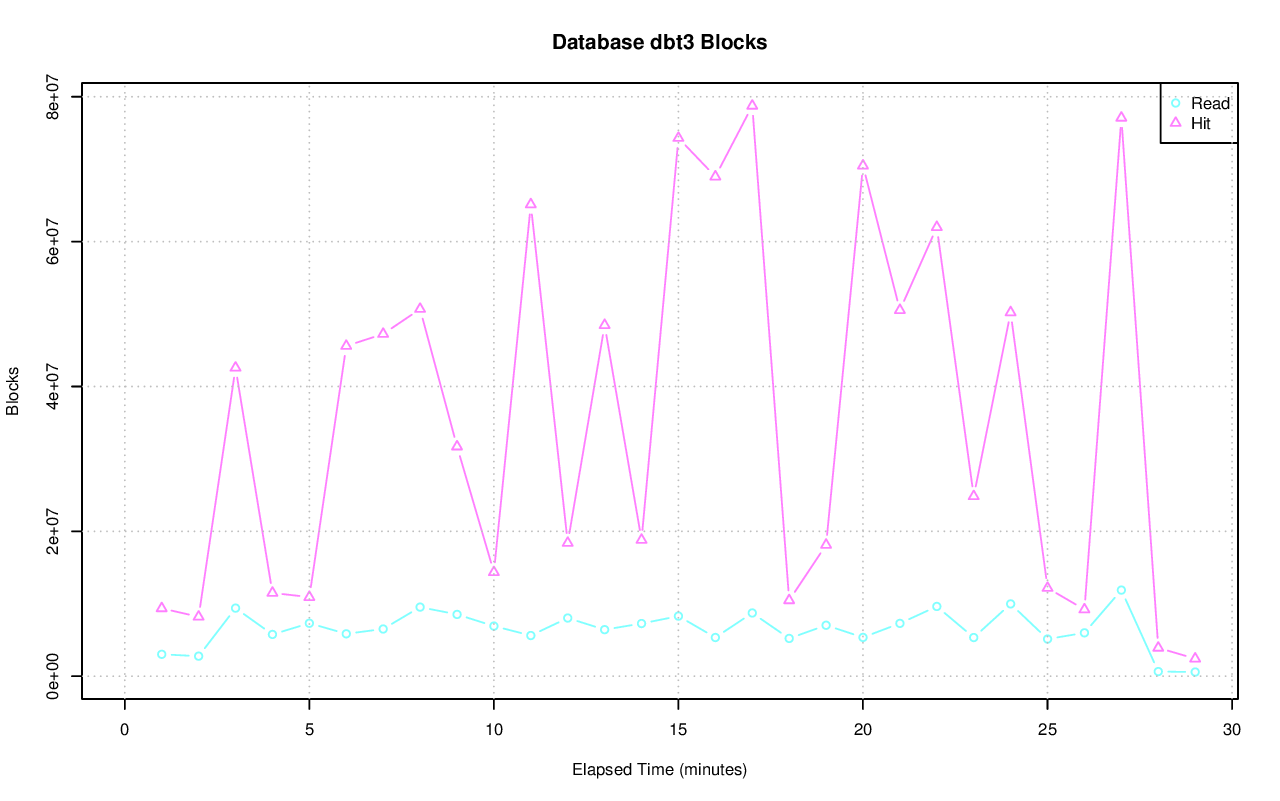 Database dbt3 Blocks
8e+07
6e+07
4e+07
2e+07
0e+00
Blocks
Read
Hit
0 5 10 15 20 25 30
Elapsed Time (minutes)